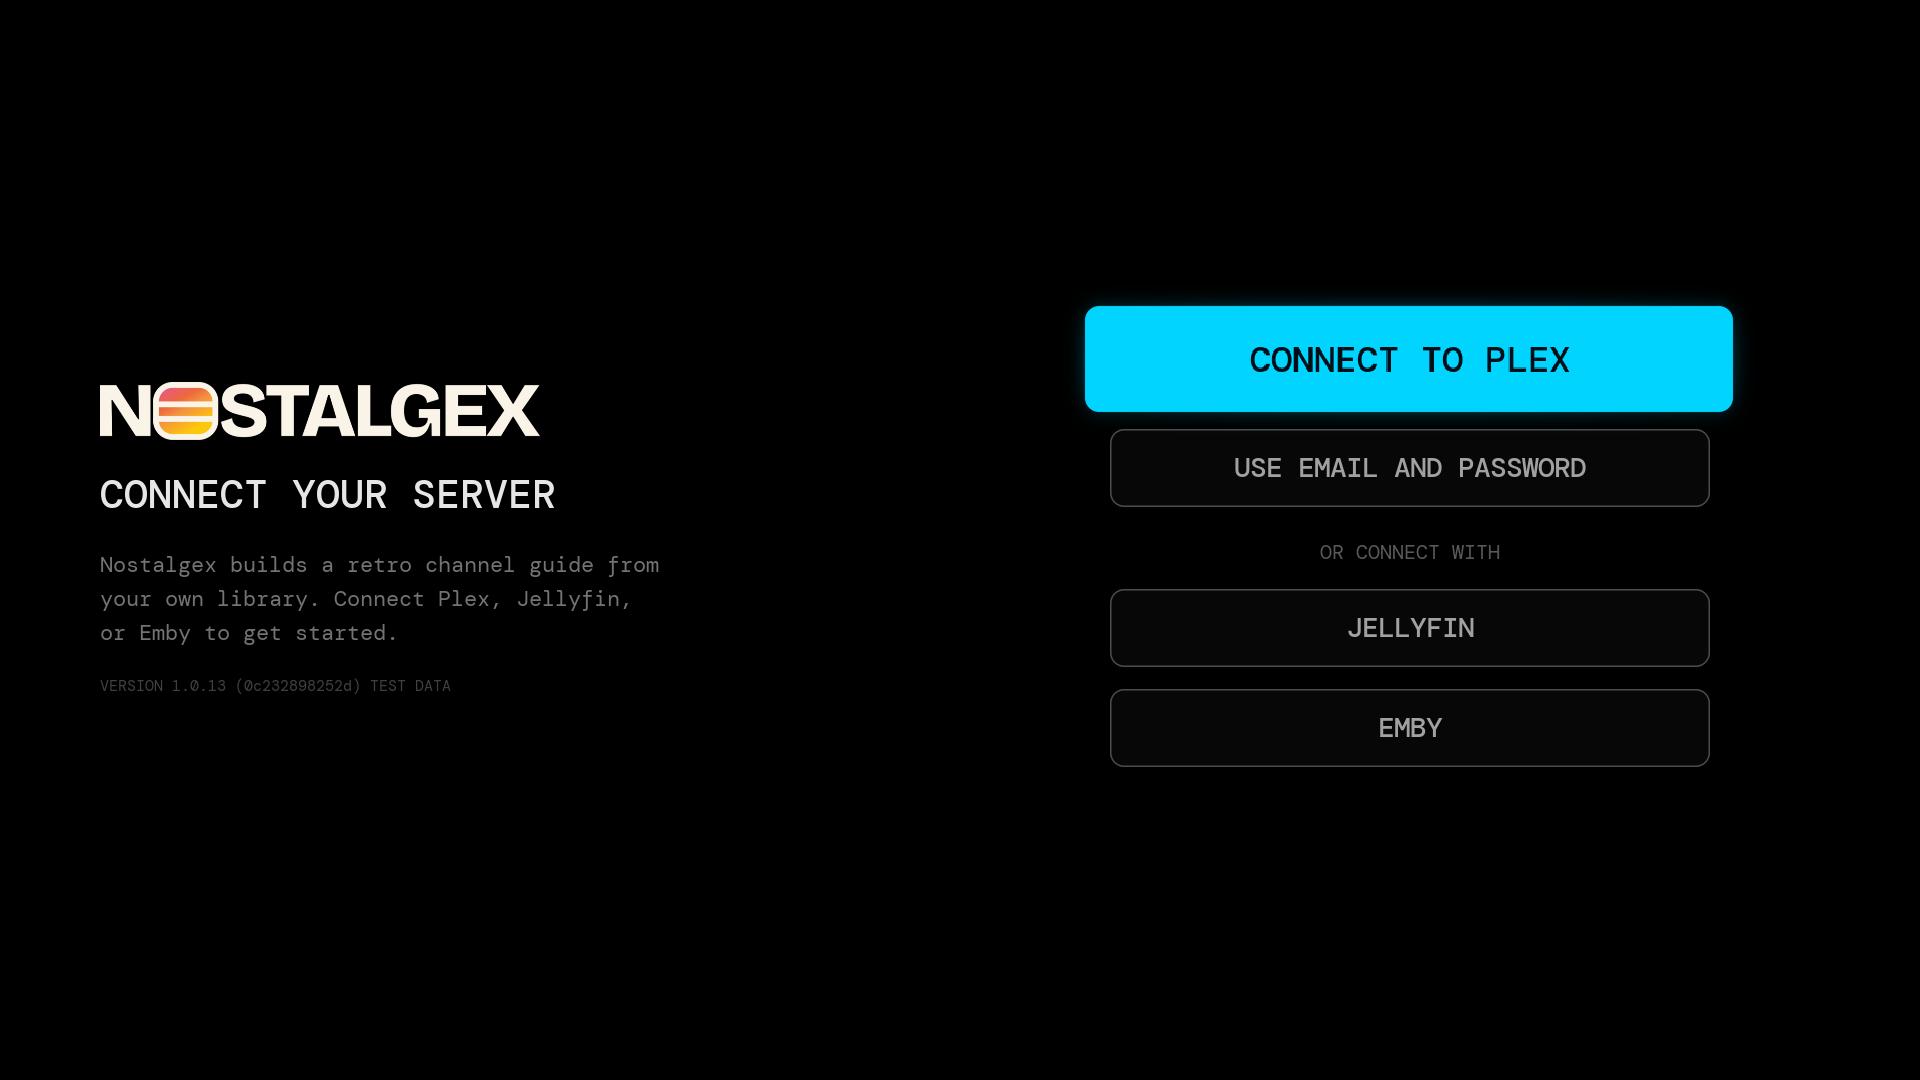 NOSTALGEX
CONNECT YOUR SERVER
Nostalgex builds a retro channel guide from
your own library. Connect Plex, Jellyfin,
or Emby to get started.
VERSION 1.0.13 (0c232898252d) TEST DATA
CONNECT TO PLEX
USE EMAIL AND PASSWORD
OR CONNECT WITH
JELLYFIN
EMBY